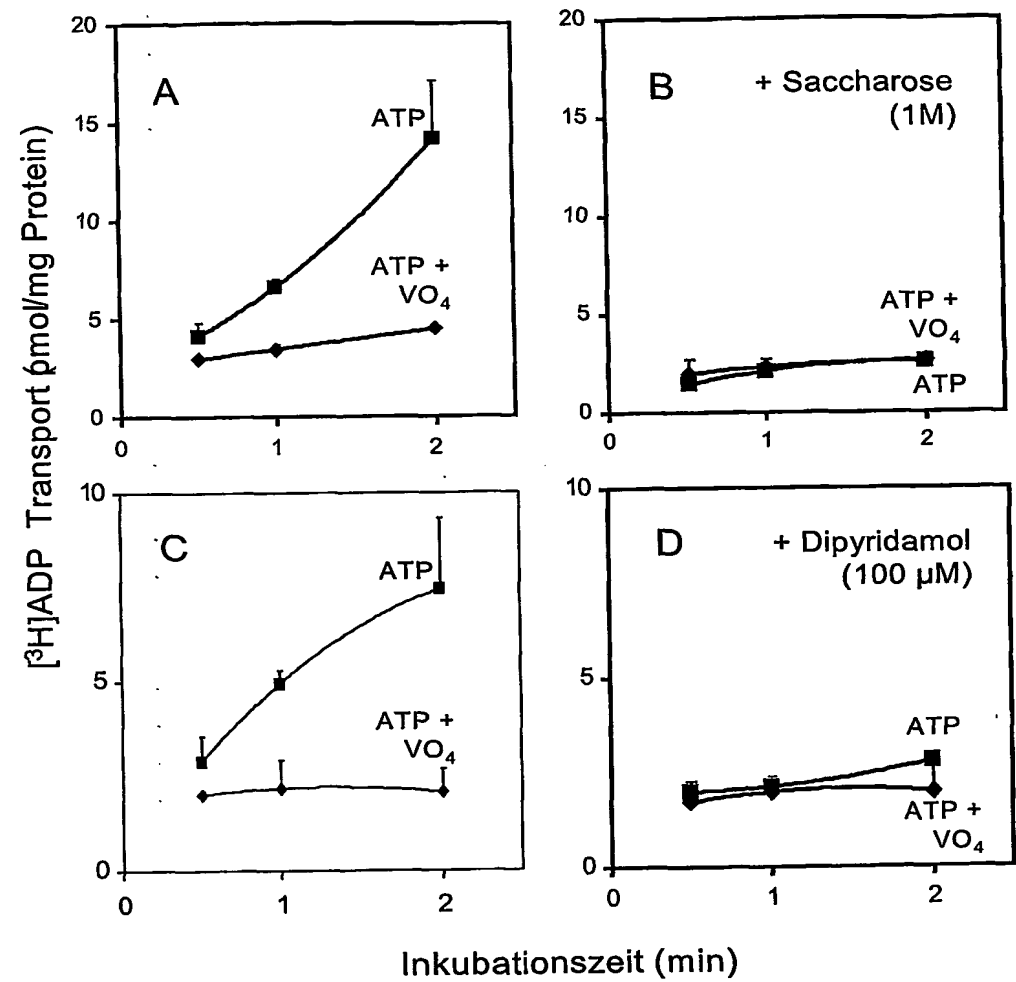 [³H]ADP Transport (pmol/mg Protein)
A
ATP
ATP +
VO₄
20
15
10
5
0
0 1 2
B
+ Saccharose
(1M)
ATP +
VO₄
ATP
20
15
10
5
0
0 1 2
C
ATP
ATP +
VO₄
10
5
0
0 1 2
D
+ Dipyridamol
(100 µM)
ATP
ATP +
VO₄
10
5
0
0 1 2
Inkubationszeit (min)